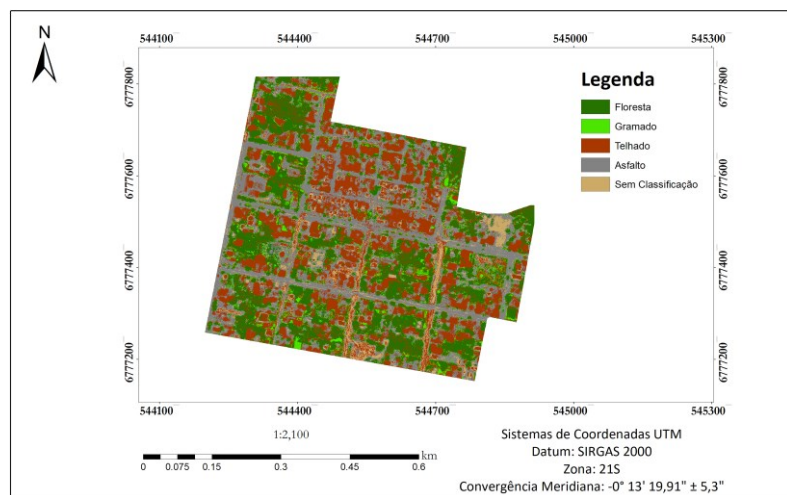 N
544100 544400 544700 545000 545300
Legenda
Floresta
Gramado
Telhado
Asfalto
Sem Classificação
6777800 6777800
6777600 6777600
6777400 6777400
6777200 6777200
544100 544400 544700 545000 545300
1:2,100
km
0 0.075 0.15 0.3 0.45 0.6
Sistemas de Coordenadas UTM
Datum: SIRGAS 2000
Zona: 21S
Convergência Meridiana: -0° 13' 19,91" ± 5,3"